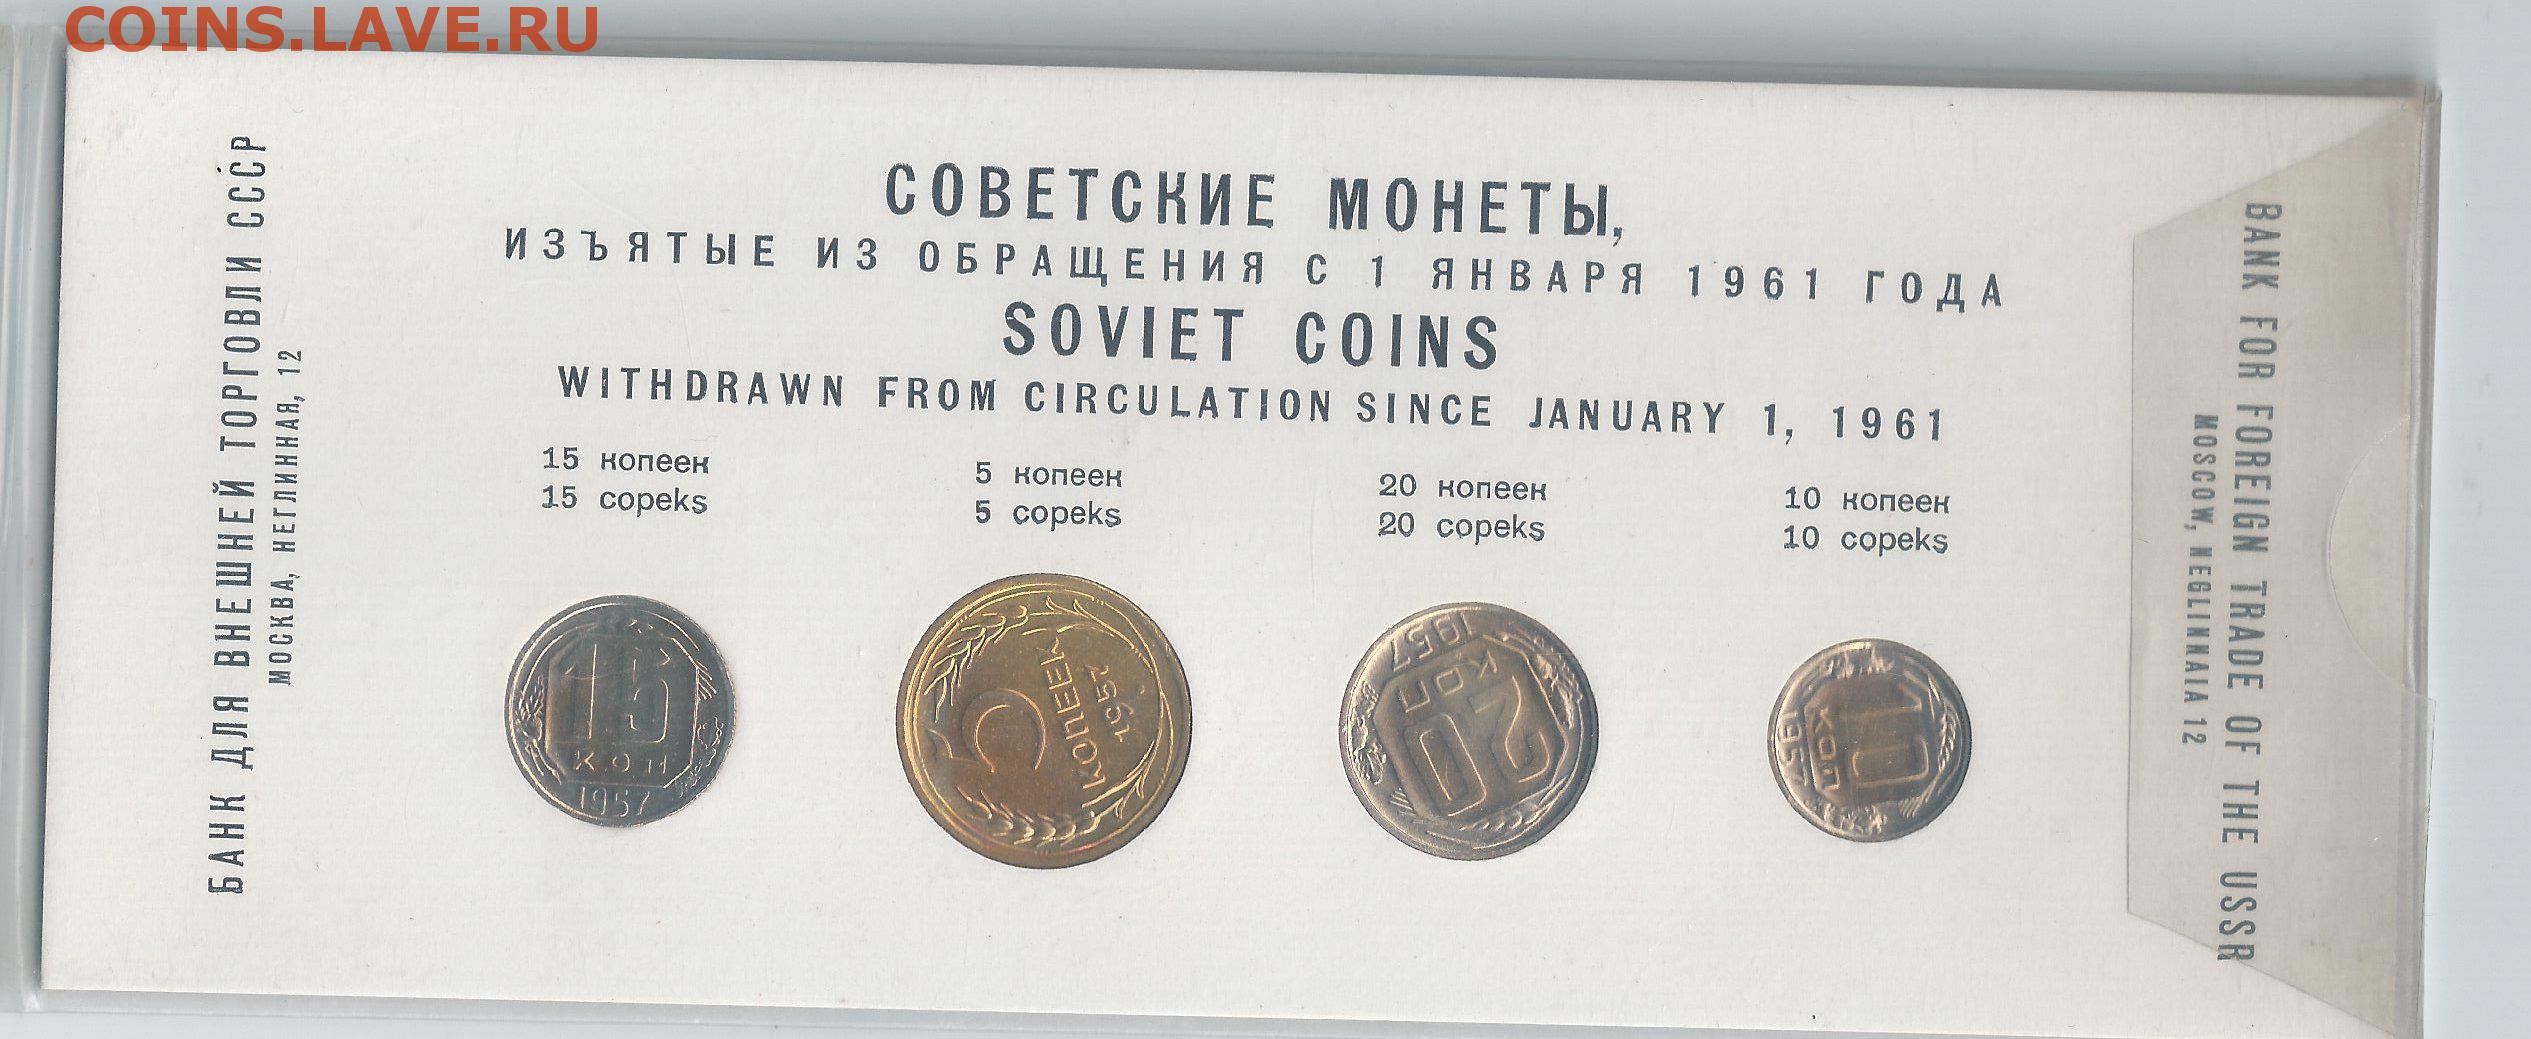 COINS.LAVE.RU
БАНК ДЛЯ ВНЕШНЕЙ ТОРГОВЛИ СССР
МОСКВА, НЕГЛИННАЯ, 12
СОВЕТСКИЕ МОНЕТЫ,
ИЗЪЯТЫЕ ИЗ ОБРАЩЕНИЯ С 1 ЯНВАРЯ 1961 ГОДА
SOVIET COINS
WITHDRAWN FROM CIRCULATION SINCE JANUARY 1, 1961
15 копеек
15 copeks
5 копеек
5 copeks
20 копеек
20 copeks
10 копеек
10 copeks
15
КОП
1957
5
КОПЕЕК
1957
20
КОП
1957
10
КОП
1957
BANK FOR FOREIGN TRADE OF THE USSR
MOSCOW, NEGLINNAIA 12